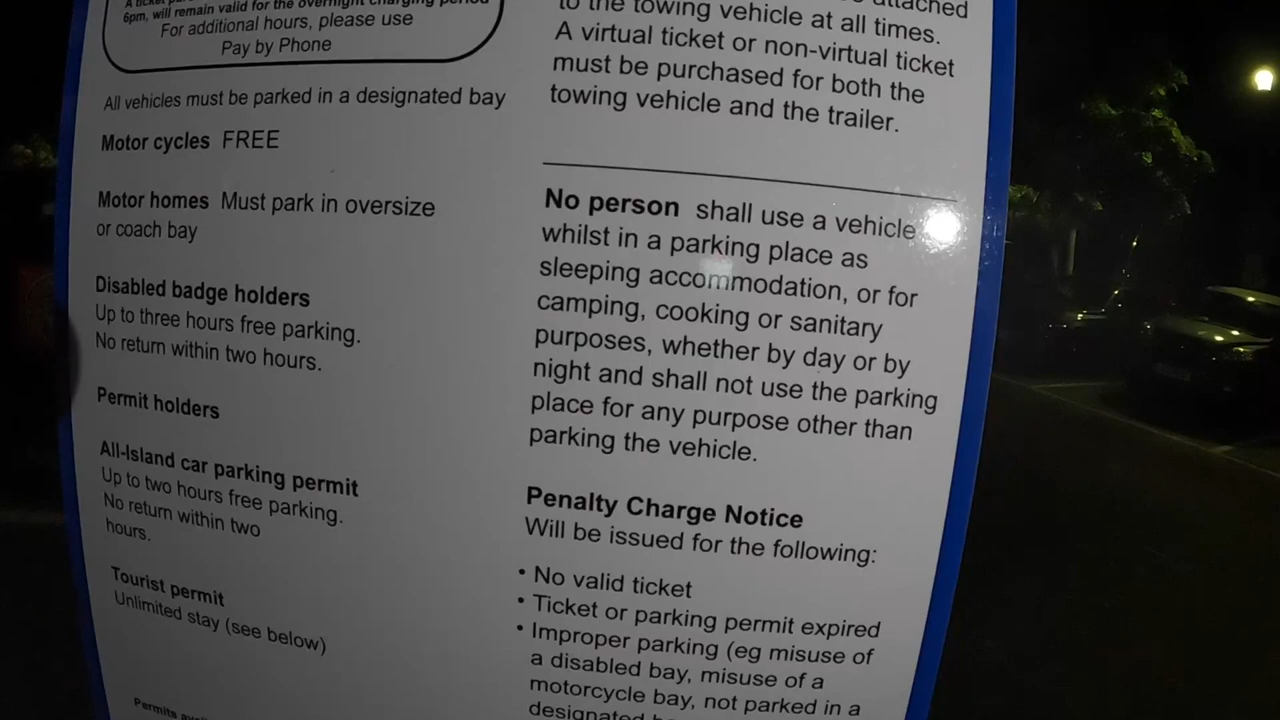 6pm, will remain valid for the overnight charging period
For additional hours, please use
Pay by Phone
All vehicles must be parked in a designated bay
Motor cycles FREE
Motor homes Must park in oversize
or coach bay
Disabled badge holders
Up to three hours free parking.
No return within two hours.
Permit holders
All-Island car parking permit
Up to two hours free parking.
No return within two
hours.
Tourist permit
Unlimited stay (see below)
Permits
attached
to the towing vehicle at all times.
A virtual ticket or non-virtual ticket
must be purchased for both the
towing vehicle and the trailer.
No person shall use a vehicle
whilst in a parking place as
sleeping accommodation, or for
camping, cooking or sanitary
purposes, whether by day or by
night and shall not use the parking
place for any purpose other than
parking the vehicle.
Penalty Charge Notice
Will be issued for the following:
• No valid ticket
• Ticket or parking permit expired
• Improper parking (eg misuse of
a disabled bay, misuse of a
motorcycle bay, not parked in a
designated